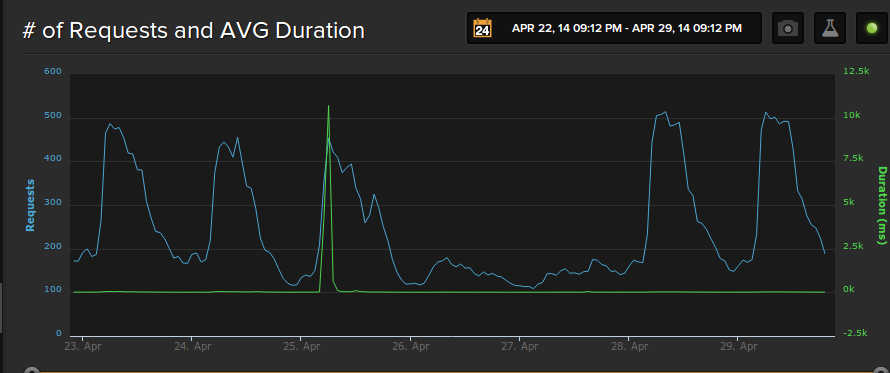 # of Requests and AVG Duration
24
APR 22, 14 09:12 PM - APR 29, 14 09:12 PM
600
500
400
300
200
100
0
Requests
12.5k
10k
7.5k
5k
2.5k
0k
-2.5k
Duration (ms)
23. Apr
24. Apr
25. Apr
26. Apr
27. Apr
28. Apr
29. Apr